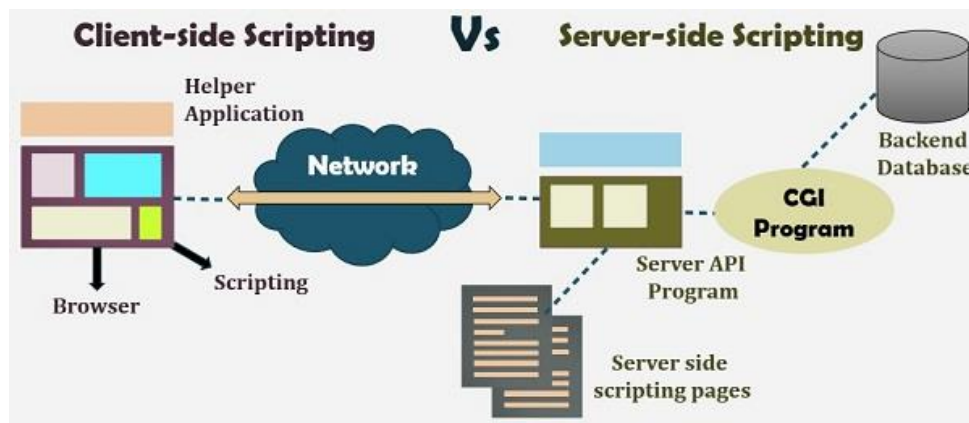 Client-side Scripting Vs Server-side Scripting
Helper
Application
Network
Browser
Scripting
Backend
Database
CGI
Program
Server API
Program
Server side
scripting pages